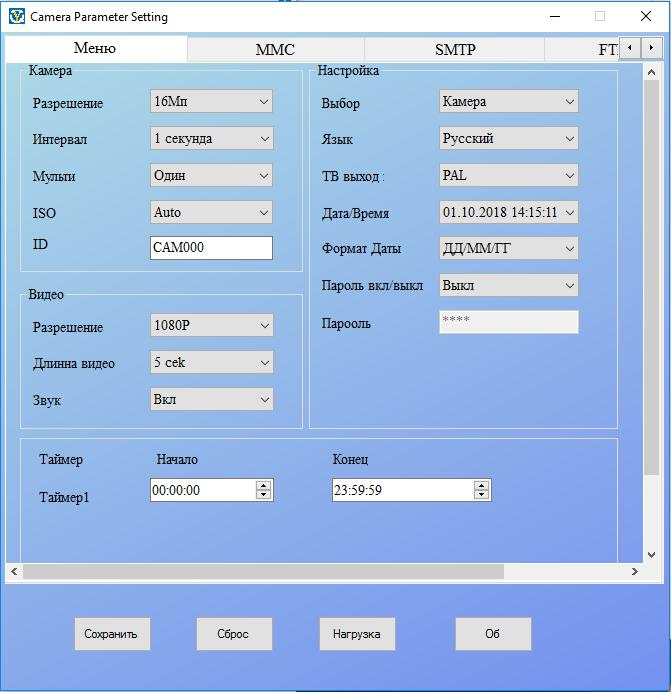 Camera Parameter Setting
Меню MMC SMTP FT
Камера
Разрешение 16Мп
Интервал 1 секунда
Мульти Один
ISO Auto
ID CAM000
Настройка
Выбор Камера
Язык Русский
ТВ выход : PAL
Дата/Время 01.10.2018 14:15:11
Формат Даты ДД/ММ/ГГ
Пароль вкл/выкл Выкл
Парооль ****
Видео
Разрешение 1080P
Длинна видео 5 cek
Звук Вкл
Таймер Начало Конец
Таймер1 00:00:00 23:59:59
Сохранить Сброс Нагрузка Об